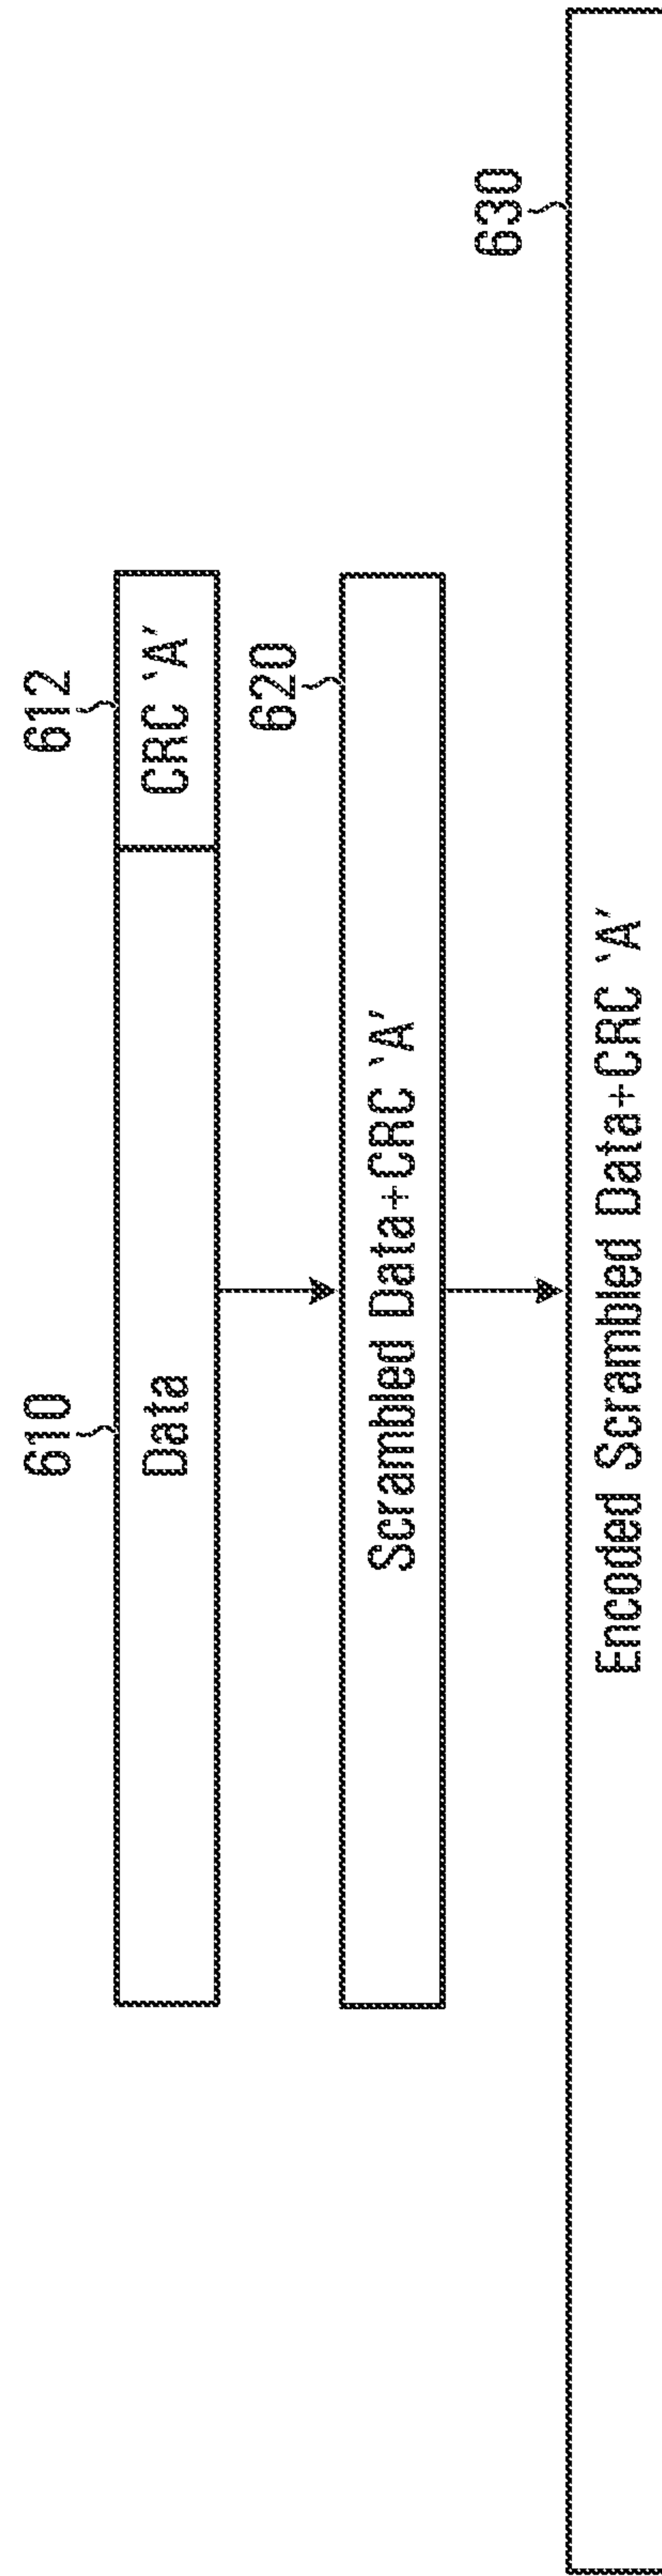 610
612
Data
CRC 'A'
620
Scrambled Data+CRC 'A'
630
Encoded Scrambled Data+CRC 'A'